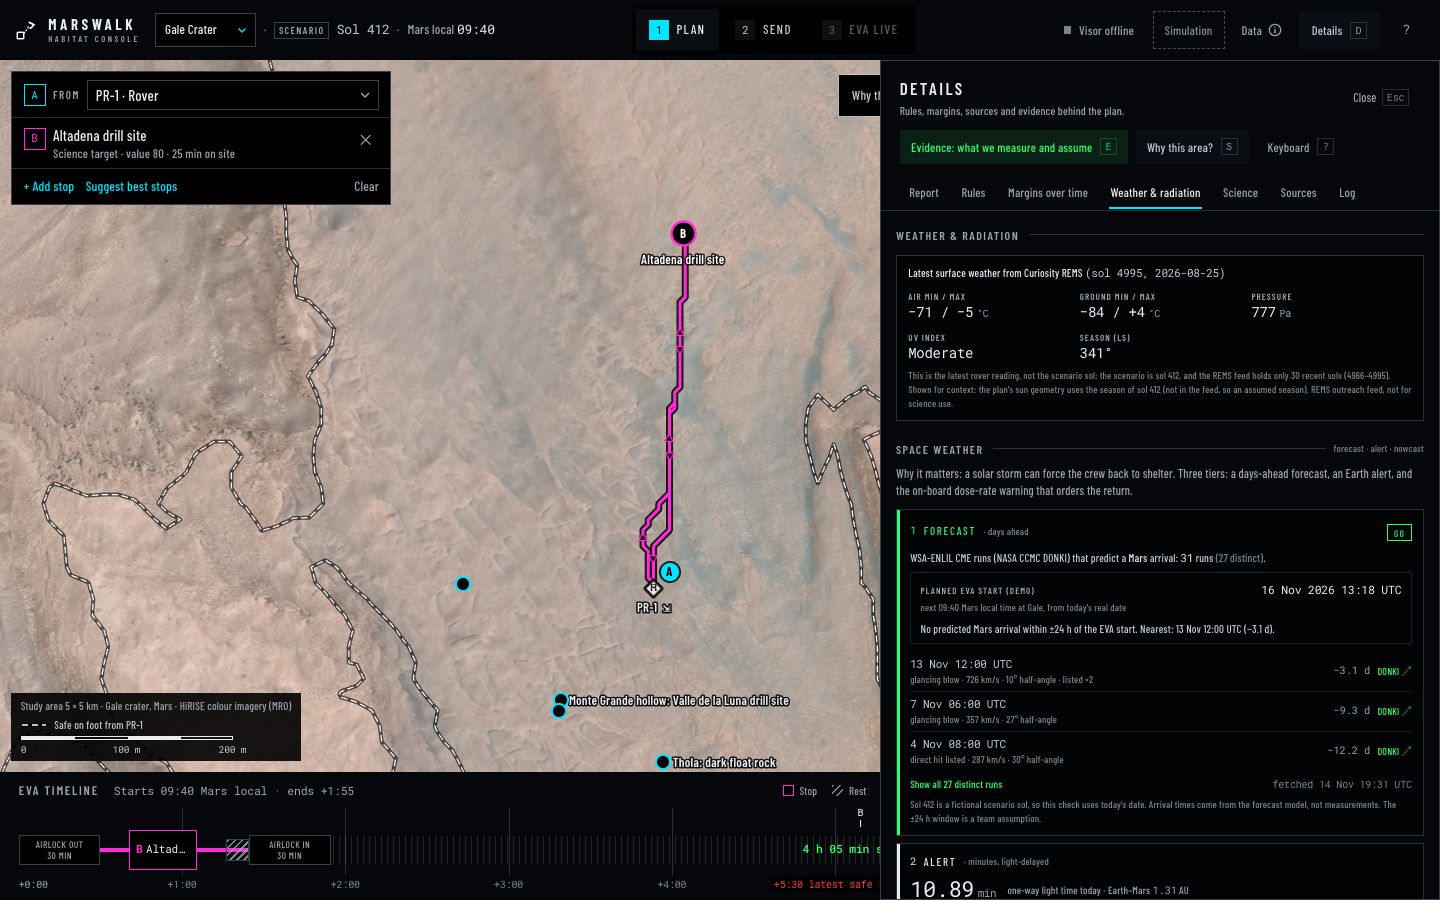 MARSWALK
HABITAT CONSOLE
Gale Crater
· SCENARIO Sol 412 · Mars local 09:40
1 PLAN
2 SEND
3 EVA LIVE
Visor offline
Simulation
Data
Details D
?
A FROM PR-1 · Rover
B Altadena drill site
Science target · value 80 · 25 min on site
+ Add stop Suggest best stops Clear
Why th
B
Altadena drill site
A
R
PR-1
Monte Grande hollow: Valle de la Luna drill site
Thola: dark float rock
Study area 5 × 5 km · Gale crater, Mars · HiRISE colour imagery (MRO)
Safe on foot from PR-1
0 100 m 200 m
EVA TIMELINE Starts 09:40 Mars local · ends +1:55
Stop Rest
B
AIRLOCK OUT
30 MIN
B Altad…
AIRLOCK IN
30 MIN
4 h 05 min s
+0:00 +1:00 +2:00 +3:00 +4:00 +5:30 latest safe
DETAILS
Rules, margins, sources and evidence behind the plan.
Close Esc
Evidence: what we measure and assume E
Why this area? S
Keyboard ?
Report Rules Margins over time Weather & radiation Science Sources Log
WEATHER & RADIATION
Latest surface weather from Curiosity REMS (sol 4995, 2026-08-25)
AIR MIN / MAX GROUND MIN / MAX PRESSURE
−71 / −5 °C −84 / +4 °C 777 Pa
UV INDEX SEASON (LS)
Moderate 341°
This is the latest rover reading, not the scenario sol: the scenario is sol 412, and the REMS feed holds only 30 recent sols (4966–4995).
Shown for context: the plan's sun geometry uses the season of sol 412 (not in the feed, so an assumed season). REMS outreach feed, not for
science use.
SPACE WEATHER forecast · alert · nowcast
Why it matters: a solar storm can force the crew back to shelter. Three tiers: a days-ahead forecast, an Earth alert, and
the on-board dose-rate warning that orders the return.
1 FORECAST · days ahead GO
WSA-ENLIL CME runs (NASA CCMC DONKI) that predict a Mars arrival: 31 runs (27 distinct).
PLANNED EVA START (DEMO) 16 Nov 2026 13:18 UTC
next 09:40 Mars local time at Gale, from today's real date
No predicted Mars arrival within ±24 h of the EVA start. Nearest: 13 Nov 12:00 UTC (−3.1 d).
13 Nov 12:00 UTC −3.1 d DONKI ↗
glancing blow · 726 km/s · 10° half-angle · listed ×2
7 Nov 06:00 UTC −9.3 d DONKI ↗
glancing blow · 357 km/s · 27° half-angle
4 Nov 08:00 UTC −12.2 d DONKI ↗
direct hit listed · 287 km/s · 30° half-angle
Show all 27 distinct runs fetched 14 Nov 19:31 UTC
Sol 412 is a fictional scenario sol, so this check uses today's date. Arrival times come from the forecast model, not measurements. The
±24 h window is a team assumption.
2 ALERT · minutes, light-delayed
10.89 min one-way light time today · Earth–Mars 1.31 AU